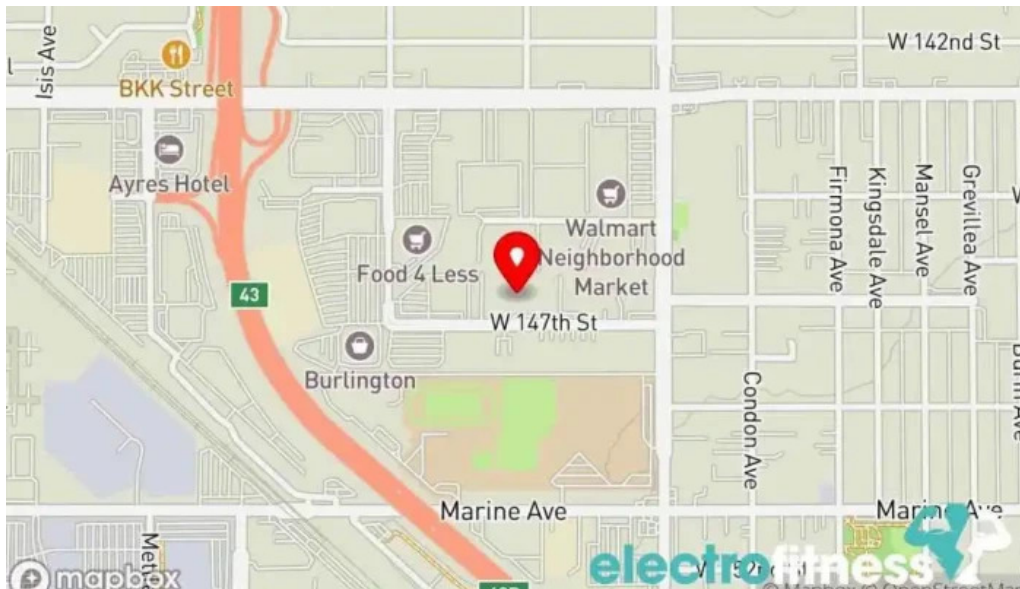 Isis Ave
W 142nd St
BKK Street
Ayres Hotel
Walmart
Neighborhood
Market
Food 4 Less
43
W 147th St
Burlington
Firmona Ave
Kingsdale Ave
Mansel Ave
Grevillea Ave
Condon Ave
Marine Ave
Marine Ave
electrofitness
mapbox